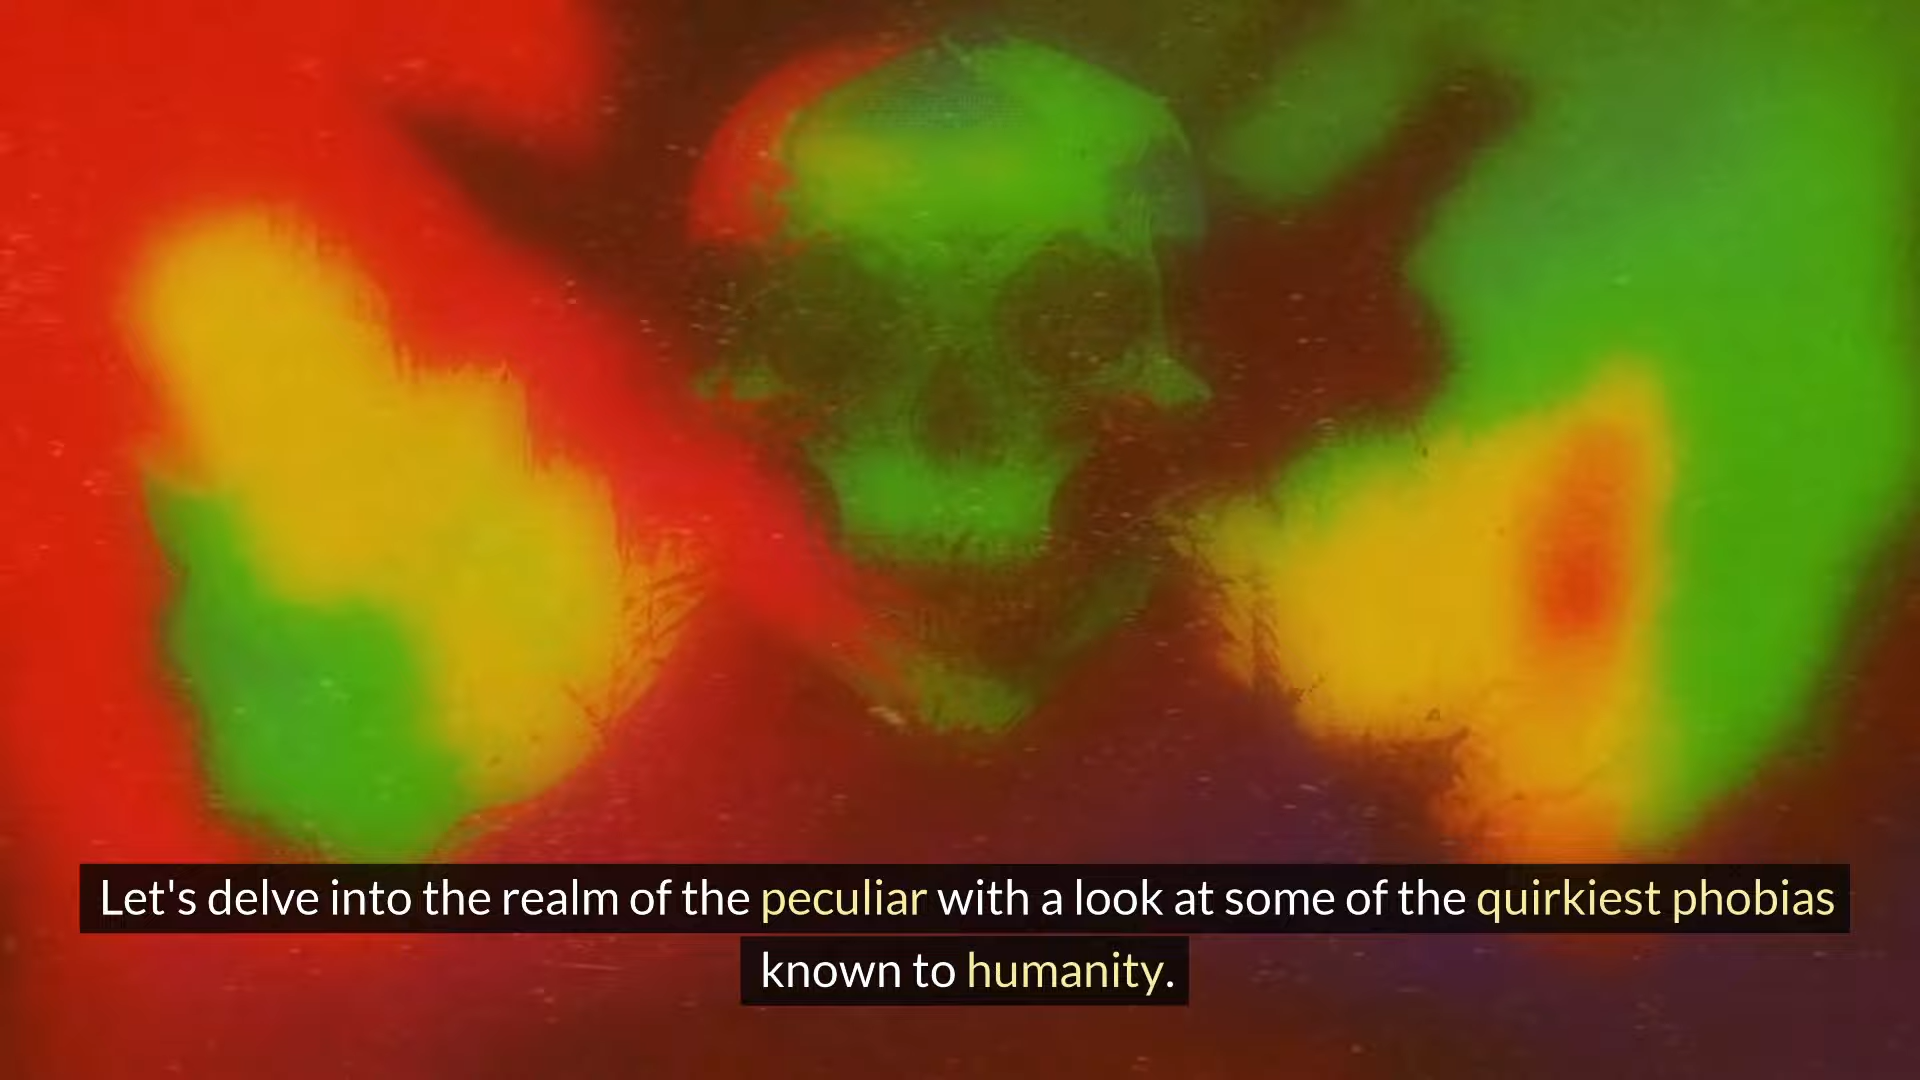 Let's delve into the realm of the peculiar with a look at some of the quirkiest phobias
known to humanity.